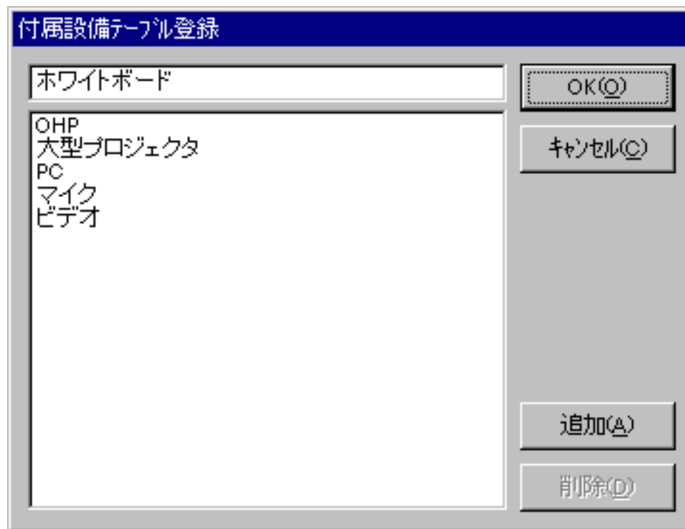 付属設備ﾃｰﾌﾞﾙ登録
ホワイトボード
OK(O)
OHP
大型プロジェクタ
PC
マイク
ビデオ
ｷｬﾝｾﾙ(C)
追加(A)
削除(D)